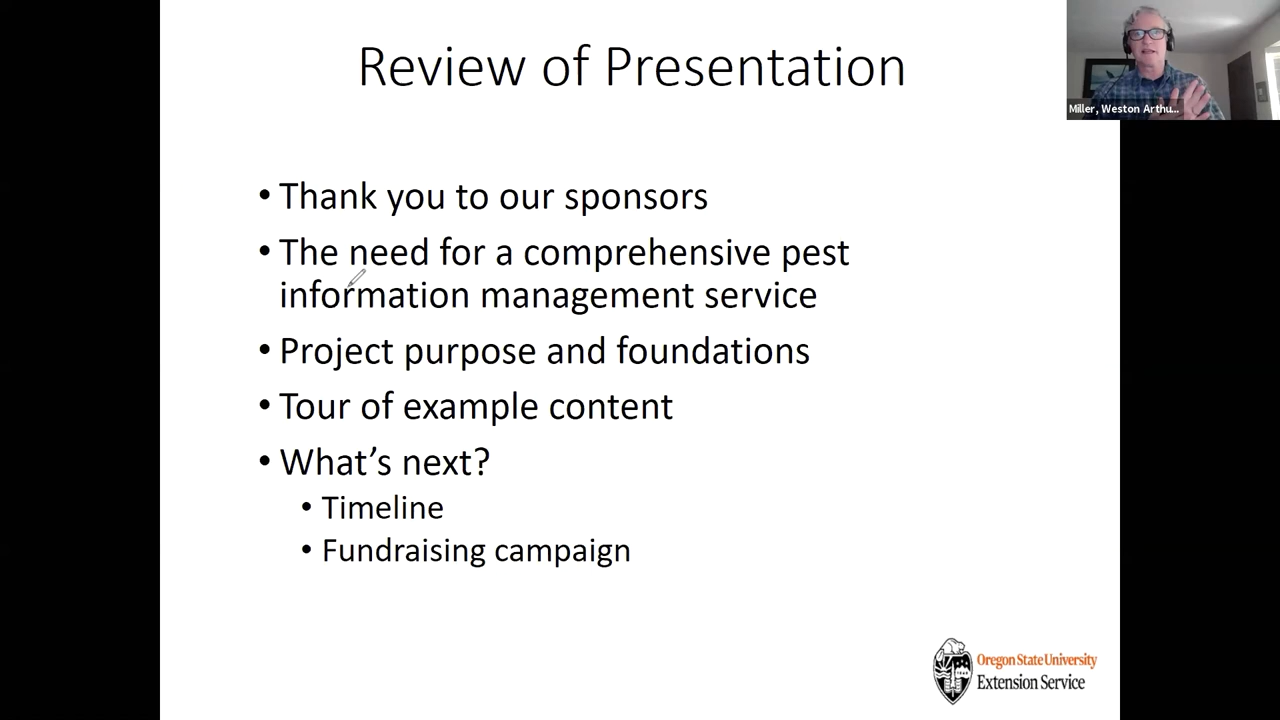 Review of Presentation
Miller, Weston Arthu...
• Thank you to our sponsors
• The need for a comprehensive pest
information management service
• Project purpose and foundations
• Tour of example content
• What’s next?
• Timeline
• Fundraising campaign
Oregon State University
Extension Service